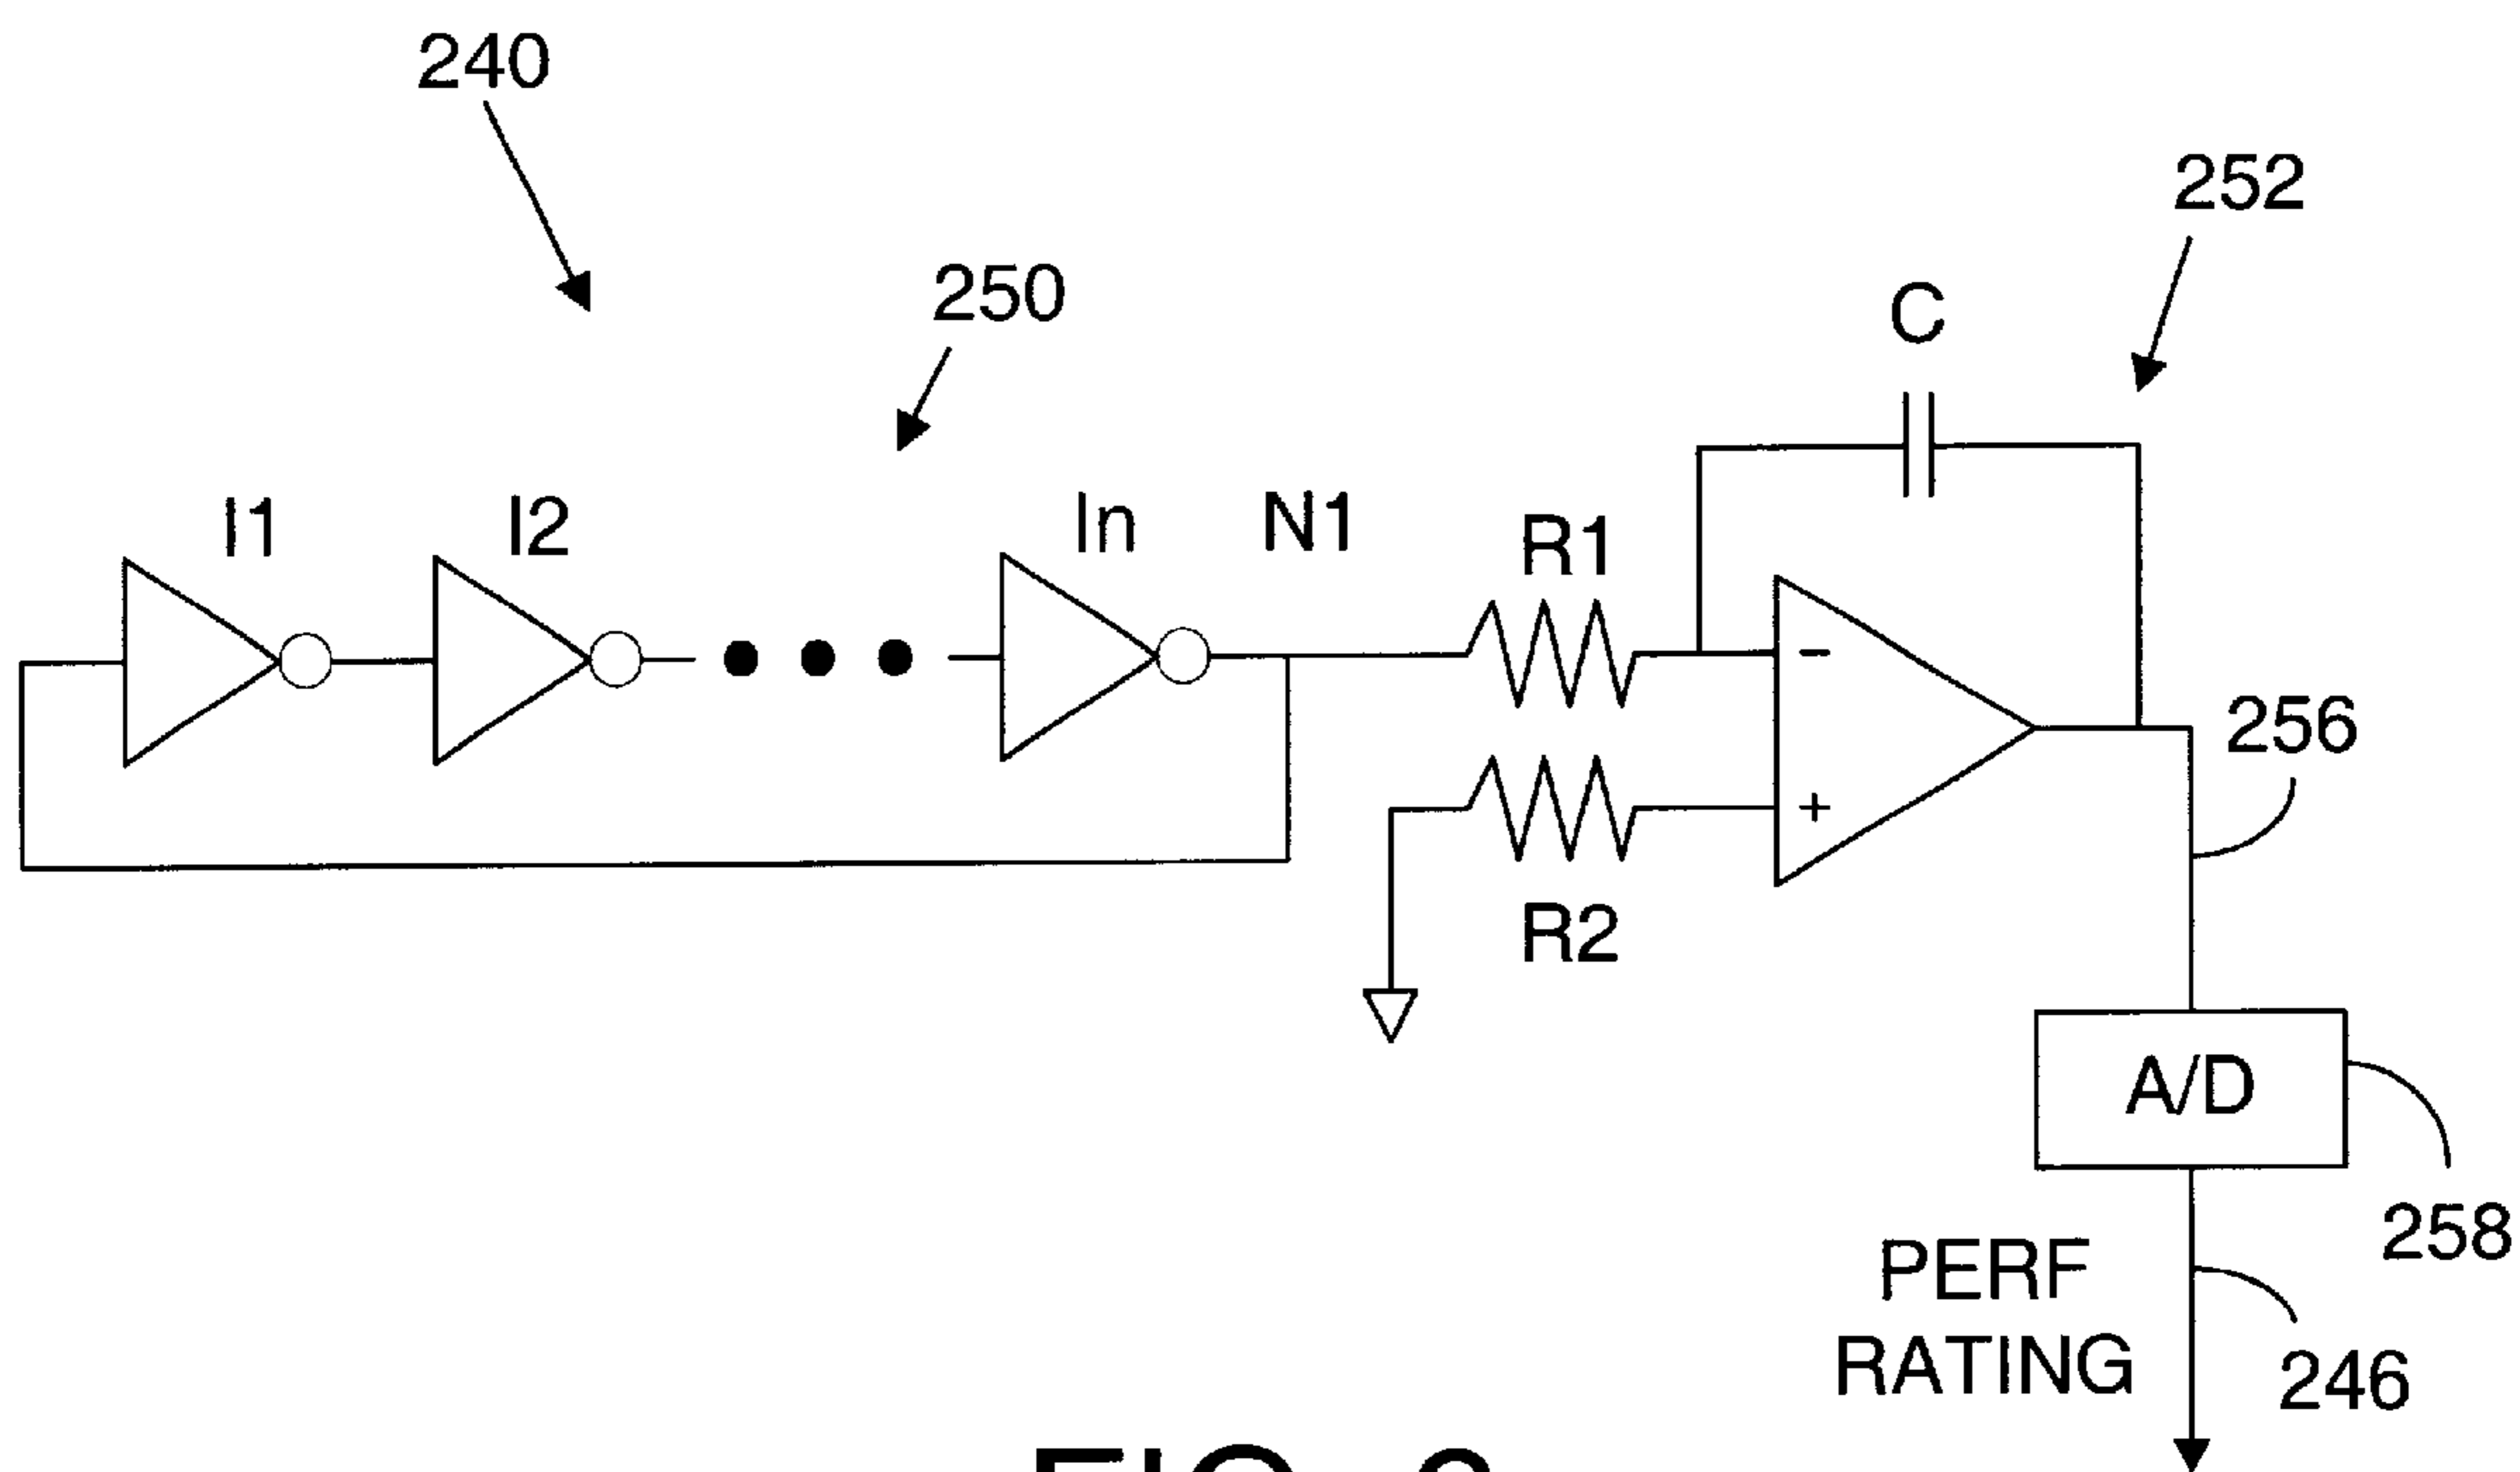 240
252
250
C
I1
I2
In
N1
R1
-
256
+
R2
A/D
258
PERF
RATING
246